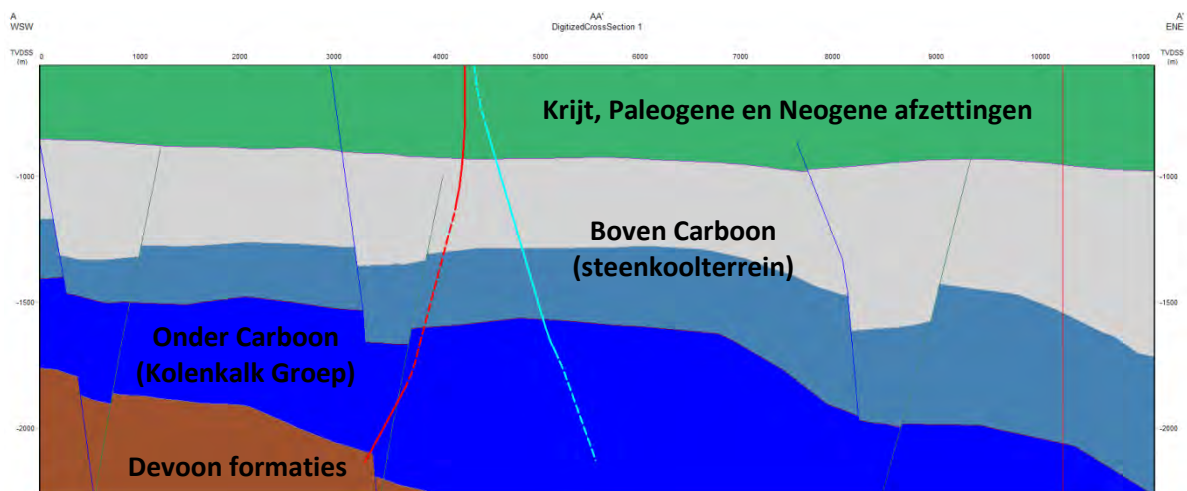 A
WSW
AA'
DigitizedCrossSection 1
A'
ENE
TVDSS
(m)
0
1000
2000
3000
4000
5000
6000
7000
8000
9000
10000
11000
TVDSS
(m)
Krijt, Paleogene en Neogene afzettingen
-1000
-1000
Boven Carboon
(steenkoolterrein)
-1500
-1500
Onder Carboon
(Kolenkalk Groep)
-2000
-2000
Devoon formaties